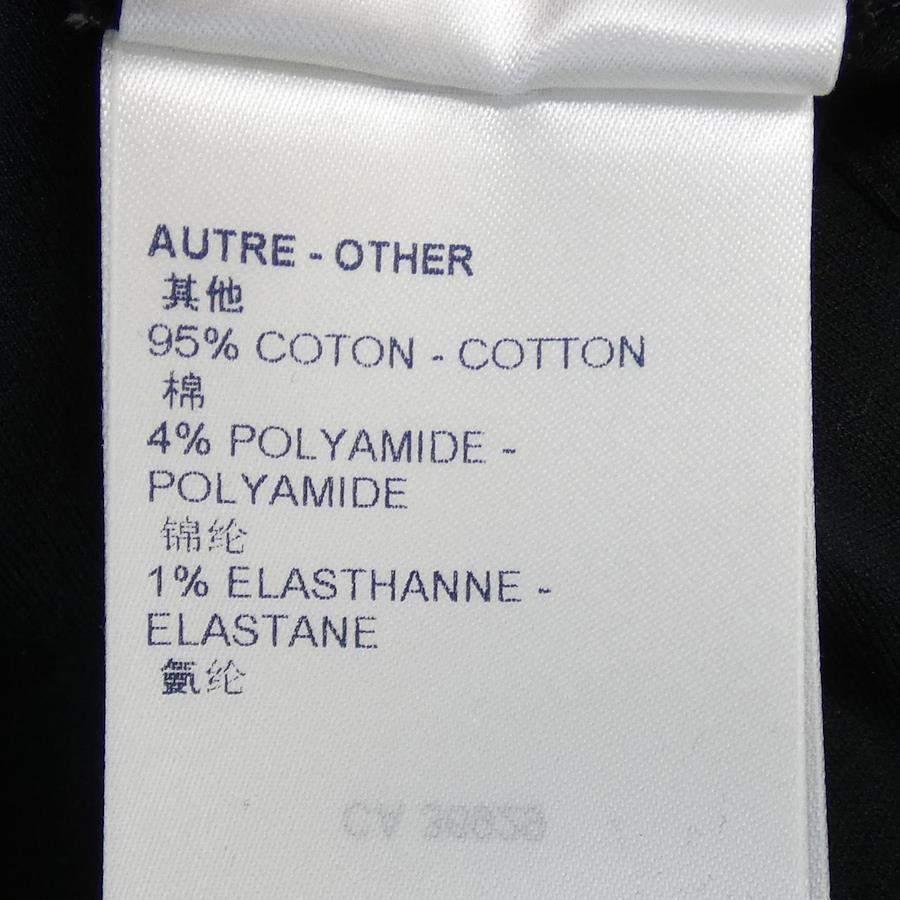 AUTRE - OTHER
其他
95% COTON - COTTON
棉
4% POLYAMIDE -
POLYAMIDE
锦纶
1% ELASTHANNE -
ELASTANE
氨纶